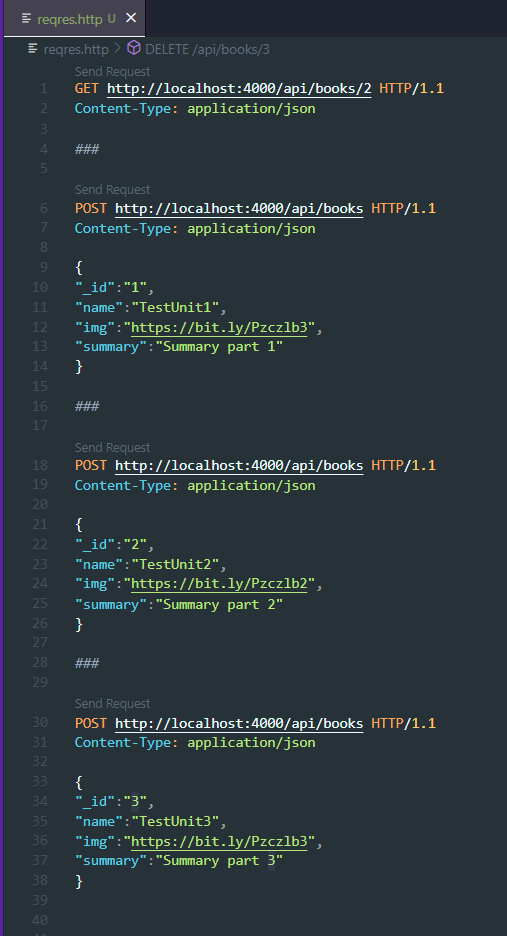 reqres.http U ×
reqres.http > DELETE /api/books/3
Send Request
1 GET http://localhost:4000/api/books/2 HTTP/1.1
2 Content-Type: application/json
3
4 ###
5
Send Request
6 POST http://localhost:4000/api/books HTTP/1.1
7 Content-Type: application/json
8
9 {
10 "_id":"1",
11 "name":"TestUnit1",
12 "img":"https://bit.ly/Pzczlb3",
13 "summary":"Summary part 1"
14 }
15
16 ###
17
Send Request
18 POST http://localhost:4000/api/books HTTP/1.1
19 Content-Type: application/json
20
21 {
22 "_id":"2",
23 "name":"TestUnit2",
24 "img":"https://bit.ly/Pzczlb2",
25 "summary":"Summary part 2"
26 }
27
28 ###
29
Send Request
30 POST http://localhost:4000/api/books HTTP/1.1
31 Content-Type: application/json
32
33 {
34 "_id":"3",
35 "name":"TestUnit3",
36 "img":"https://bit.ly/Pzczlb3",
37 "summary":"Summary part 3"
38 }
39
40